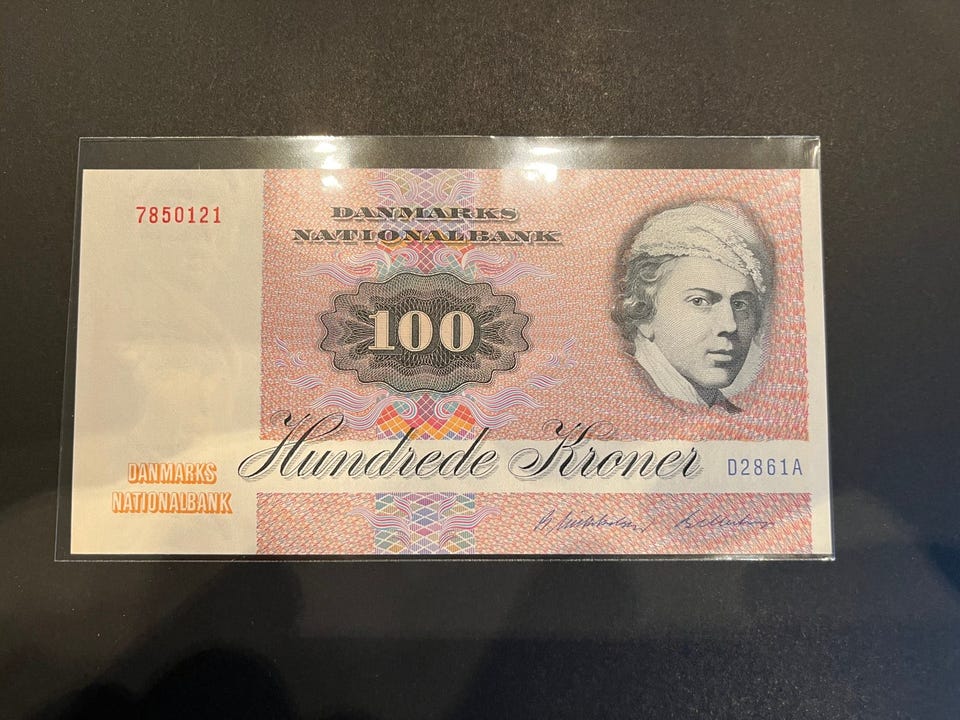 7850121
DANMARKS
NATIONALBANK
100
Hundrede Kroner
D2861A
DANMARKS
NATIONALBANK